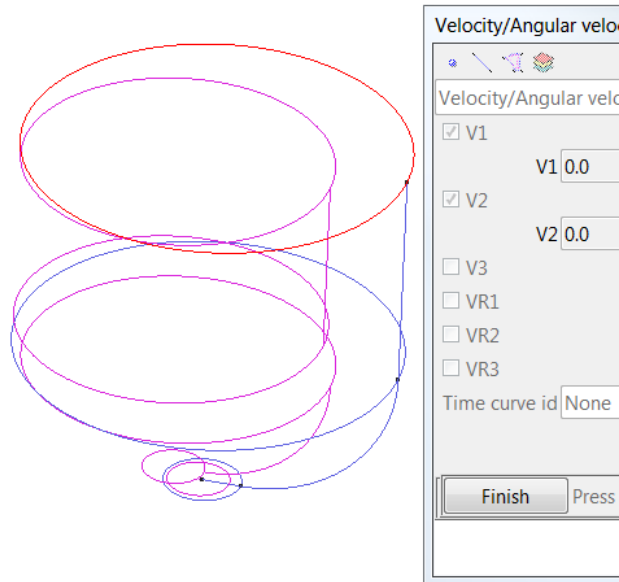 Velocity/Angular velo
Velocity/Angular velo
V1
V1 0.0
V2
V2 0.0
V3
VR1
VR2
VR3
Time curve id None
Finish Press